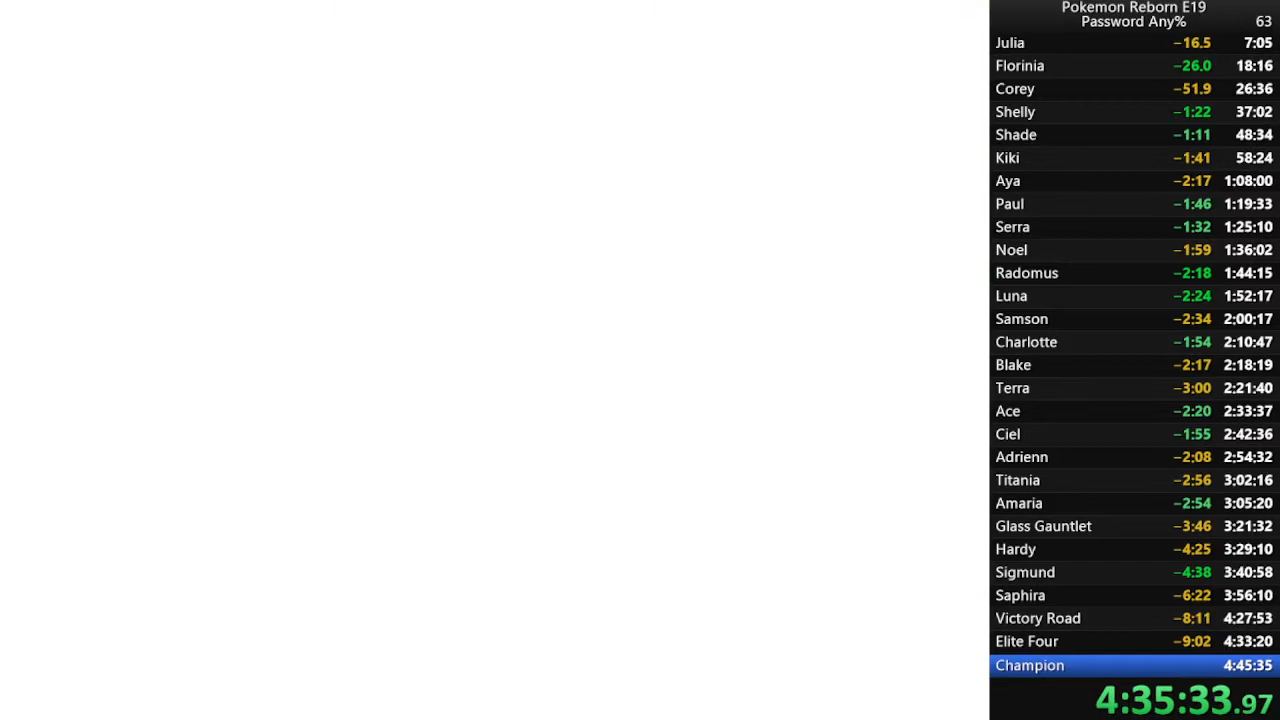 Pokemon Reborn E19
Password Any% 63
Julia −16.5 7:05
Florinia −26.0 18:16
Corey −51.9 26:36
Shelly −1:22 37:02
Shade −1:11 48:34
Kiki −1:41 58:24
Aya −2:17 1:08:00
Paul −1:46 1:19:33
Serra −1:32 1:25:10
Noel −1:59 1:36:02
Radomus −2:18 1:44:15
Luna −2:24 1:52:17
Samson −2:34 2:00:17
Charlotte −1:54 2:10:47
Blake −2:17 2:18:19
Terra −3:00 2:21:40
Ace −2:20 2:33:37
Ciel −1:55 2:42:36
Adrienn −2:08 2:54:32
Titania −2:56 3:02:16
Amaria −2:54 3:05:20
Glass Gauntlet −3:46 3:21:32
Hardy −4:25 3:29:10
Sigmund −4:38 3:40:58
Saphira −6:22 3:56:10
Victory Road −8:11 4:27:53
Elite Four −9:02 4:33:20
Champion 4:45:35
4:35:33.97